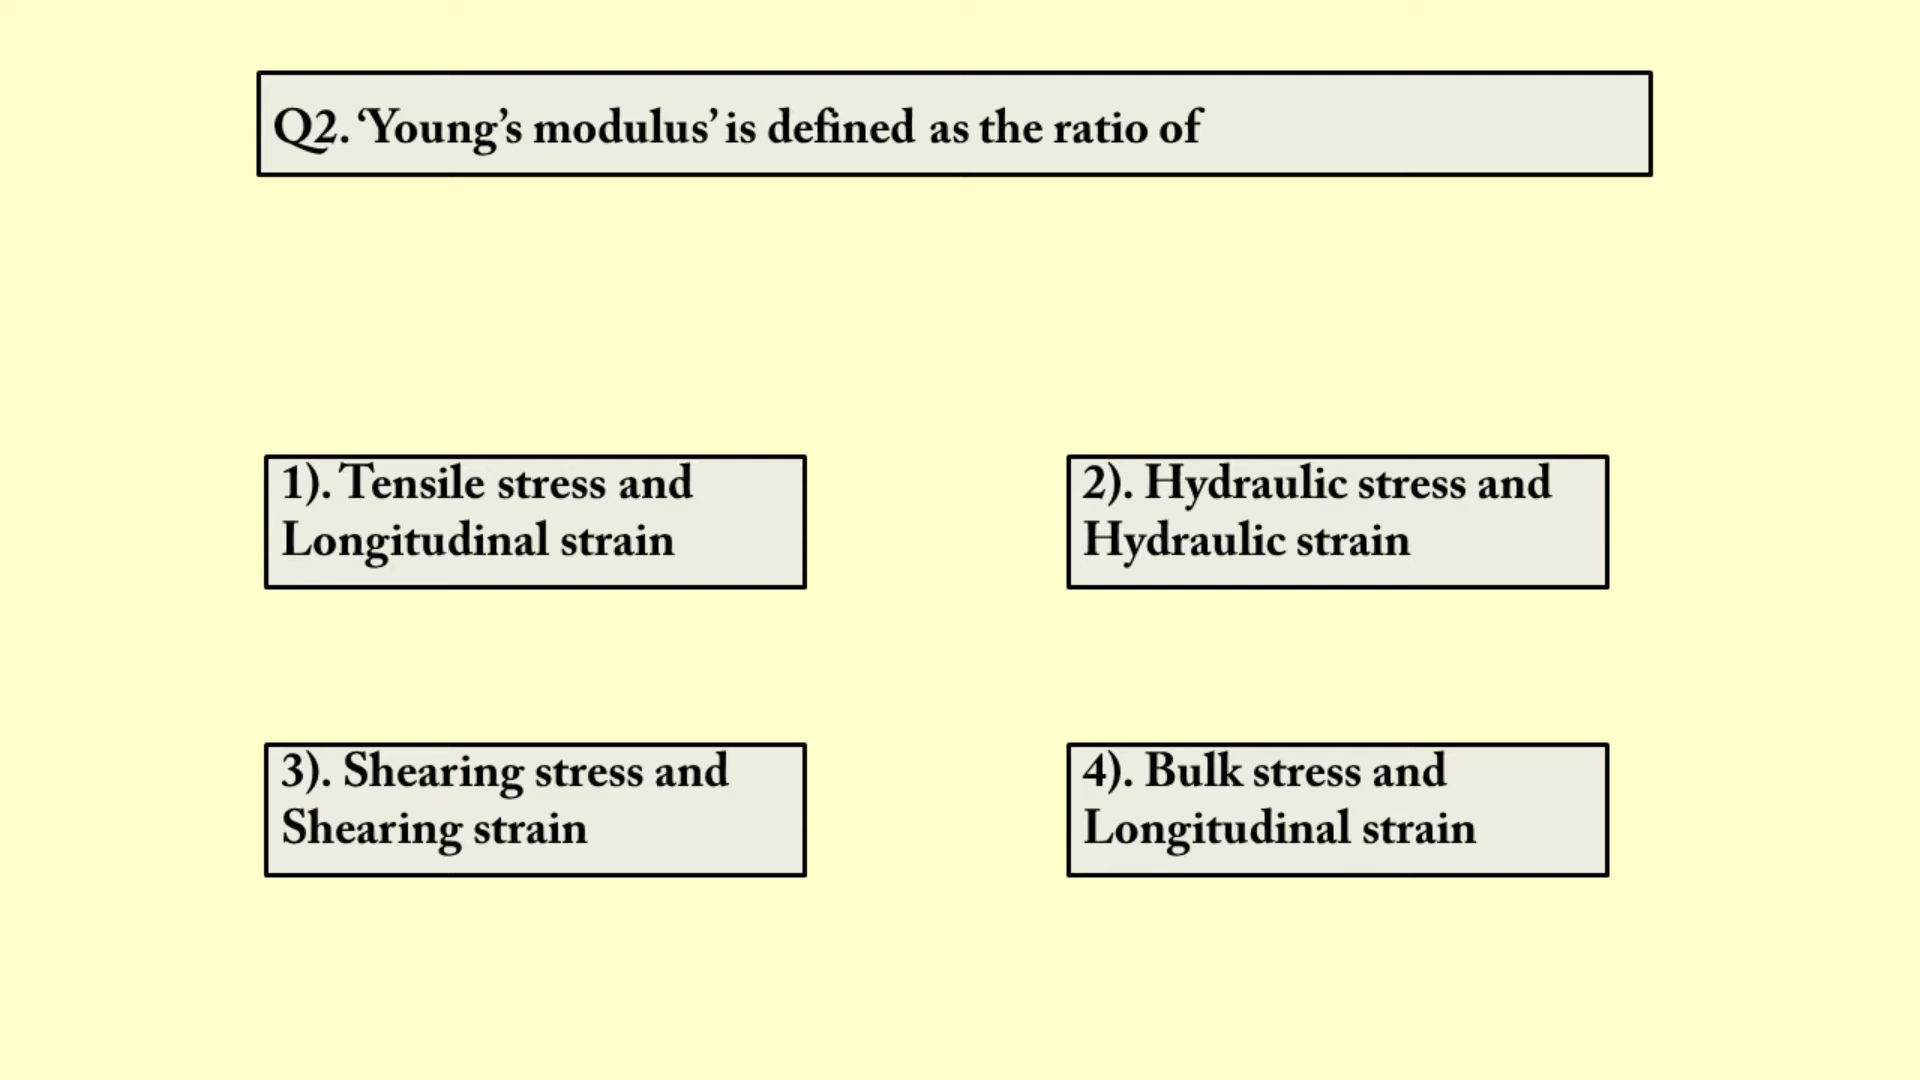 Q2. ‘Young’s modulus’ is defined as the ratio of
1). Tensile stress and
Longitudinal strain
2). Hydraulic stress and
Hydraulic strain
3). Shearing stress and
Shearing strain
4). Bulk stress and
Longitudinal strain